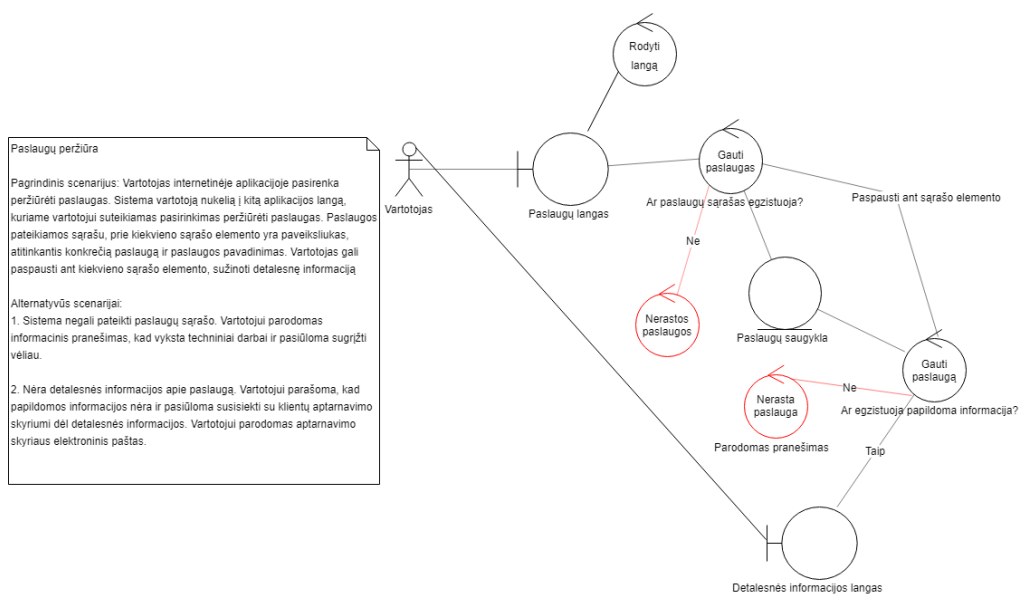 Paslaugų peržiūra
Pagrindinis scenarijus: Vartotojas internetinėje aplikacijoje pasirenka
peržiūrėti paslaugas. Sistema vartotoją nukelią į kitą aplikacijos langą,
kuriame vartotojui suteikiamas pasirinkimas peržiūrėti paslaugas. Paslaugos
pateikiamos sąrašu, prie kiekvieno sąrašo elemento yra paveiksliukas,
atitinkantis konkrečią paslaugą ir paslaugos pavadinimas. Vartotojas gali
paspausti ant kiekvieno sąrašo elemento, sužinoti detalesnę informaciją
Alternatyvūs scenarijai:
1. Sistema negali pateikti paslaugų sąrašo. Vartotojui parodomas
informacinis pranešimas, kad vyksta techniniai darbai ir pasiūloma sugrįžti
vėliau.
2. Nėra detalesnės informacijos apie paslaugą. Vartotojui parašoma, kad
papildomos informacijos nėra ir pasiūloma susisiekti su klientų aptarnavimo
skyriumi dėl detalesnės informacijos. Vartotojui parodomas aptarnavimo
skyriaus elektroninis paštas.
Vartotojas
Rodyti
langą
Paslaugų langas
Gauti
paslaugas
Ar paslaugų sąrašas egzistuoja?
Paspausti ant sąrašo elemento
Ne
Nerastos
paslaugos
Paslaugų saugykla
Gauti
paslaugą
Ne
Ar egzistuoja papildoma informacija?
Nerasta
paslauga
Parodomas pranešimas
Taip
Detalesnės informacijos langas